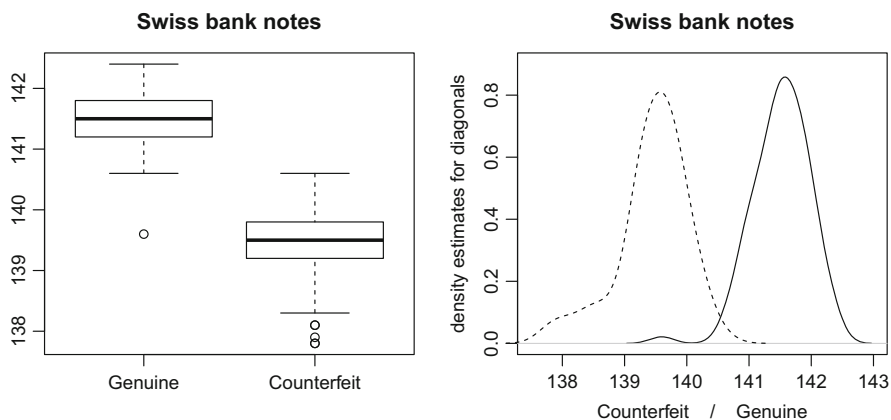 Swiss bank notes
142
141
140
139
138
Genuine Counterfeit
Swiss bank notes
density estimates for diagonals
0.8
0.6
0.4
0.2
0.0
138 139 140 141 142 143
Counterfeit / Genuine